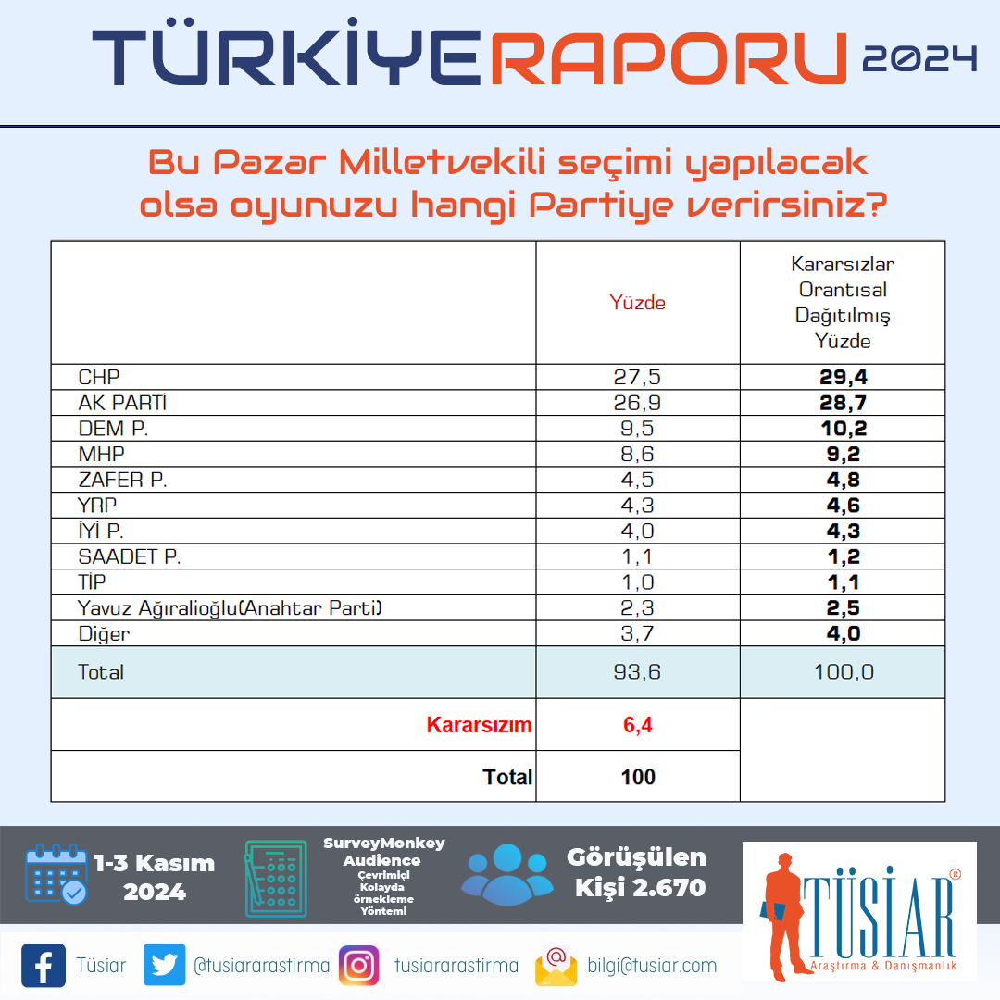 TÜRKİYERAPORU 2024
Bu Pazar Milletvekili seçimi yapılacak
olsa oyunuzu hangi Partiye verirsiniz?
Yüzde
Kararsızlar
Orantısal
Dağıtılmış
Yüzde
CHP 27,5 29,4
AK PARTİ 26,9 28,7
DEM P. 9,5 10,2
MHP 8,6 9,2
ZAFER P. 4,5 4,8
YRP 4,3 4,6
İYİ P. 4,0 4,3
SAADET P. 1,1 1,2
TİP 1,0 1,1
Yavuz Ağıralioğlu(Anahtar Parti) 2,3 2,5
Diğer 3,7 4,0
Total 93,6 100,0
Kararsızım 6,4
Total 100
1-3 Kasım
2024
SurveyMonkey
Audience
Çevrimiçi
Kolayda
örnekleme
Yöntemi
Görüşülen
Kişi 2.670
TÜSİAR®
Araştırma & Danışmanlık
Tüsiar
@tusiararastirma
tusiararastirma
bilgi@tusiar.com